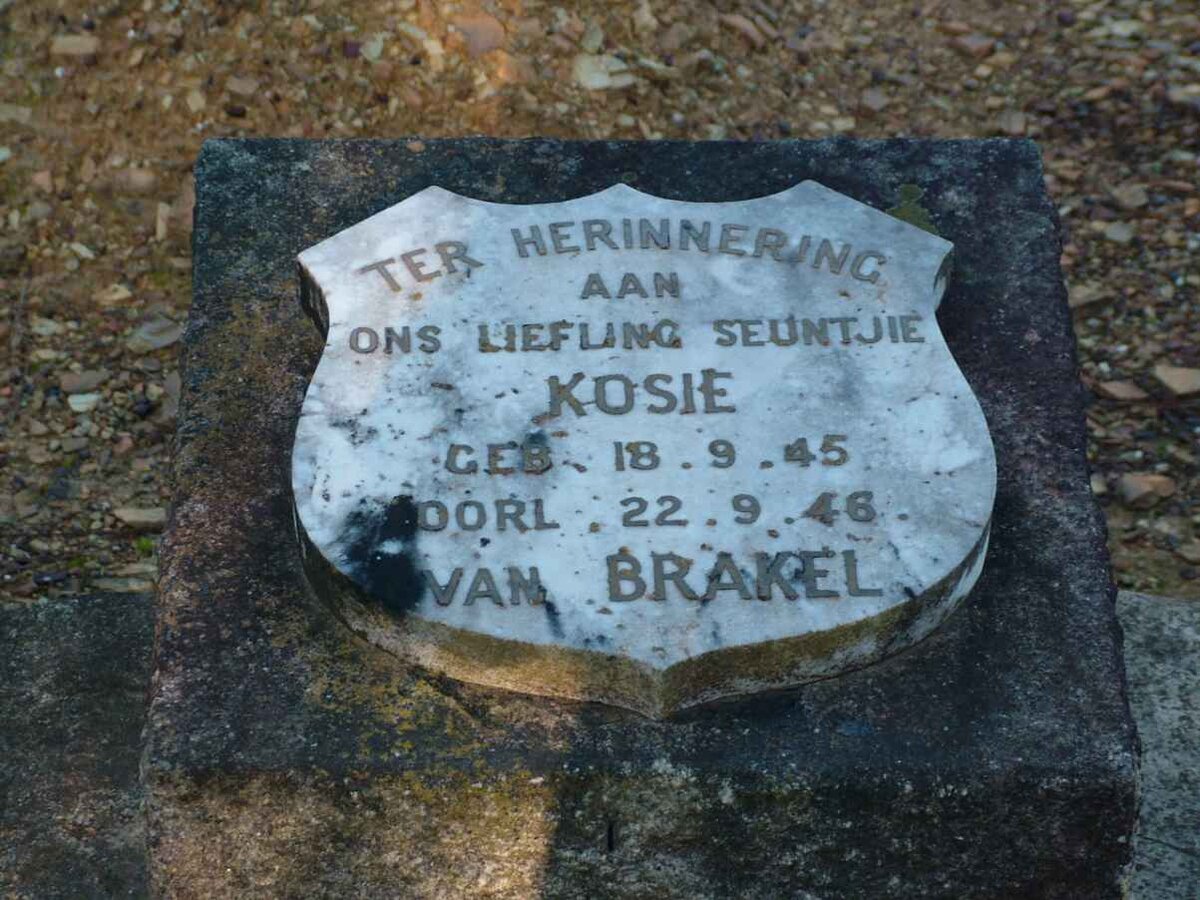 TER HERINNERING
AAN
ONS LIEFLING SEUNTJIE
KOSIE
GEB. 18.9.45
OORL. 22.9.46.
VAN BRAKEL